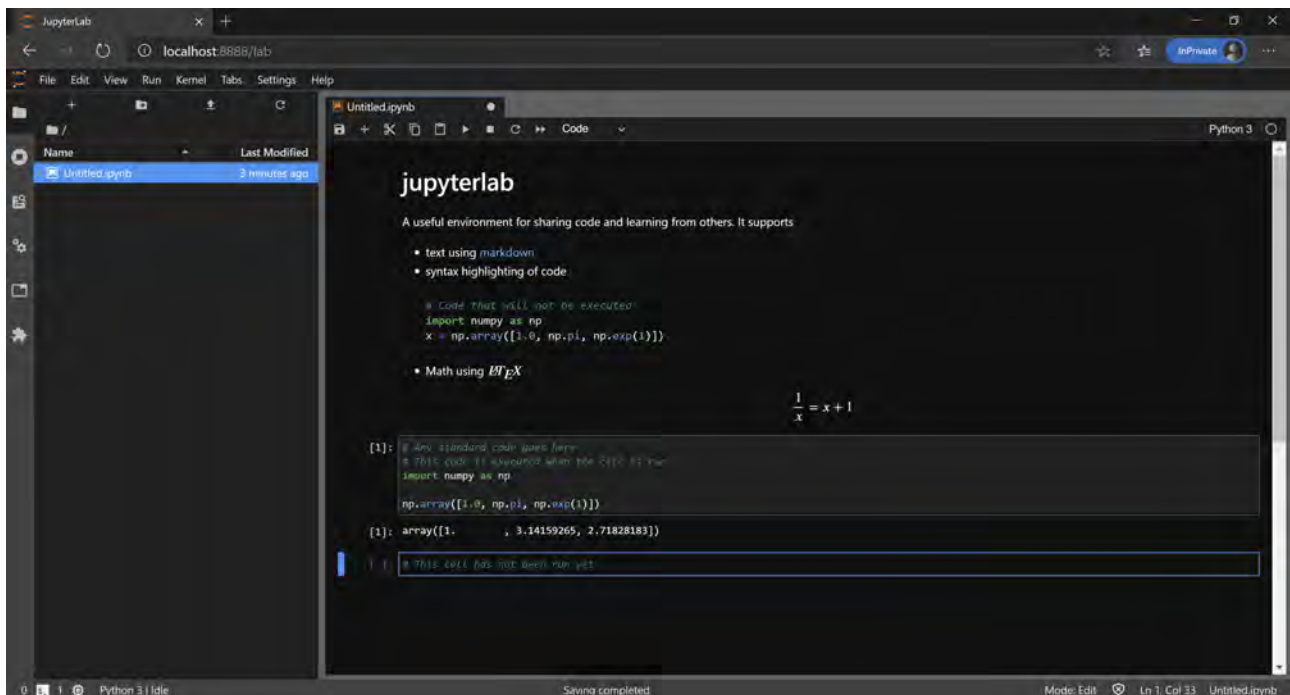 JupyterLab
localhost:8888/lab
InPrivate
File Edit View Run Kernel Tabs Settings Help
Untitled.ipynb
/
Code
Python 3
Name Last Modified
Untitled.ipynb 3 minutes ago
jupyterlab
A useful environment for sharing code and learning from others. It supports
• text using markdown
• syntax highlighting of code
# Code that will not be executed
import numpy as np
x = np.array([1.0, np.pi, np.exp(1)])
• Math using LATEX
1/x = x + 1
[1]: # Any standard code goes here
# This code is executed when the cell is run
import numpy as np
np.array([1.0, np.pi, np.exp(1)])
[1]: array([1. , 3.14159265, 2.71828183])
[ ]: # This cell has not been run yet
0 1 Python 3 | Idle Saving completed Mode: Edit Ln 1, Col 33 Untitled.ipynb